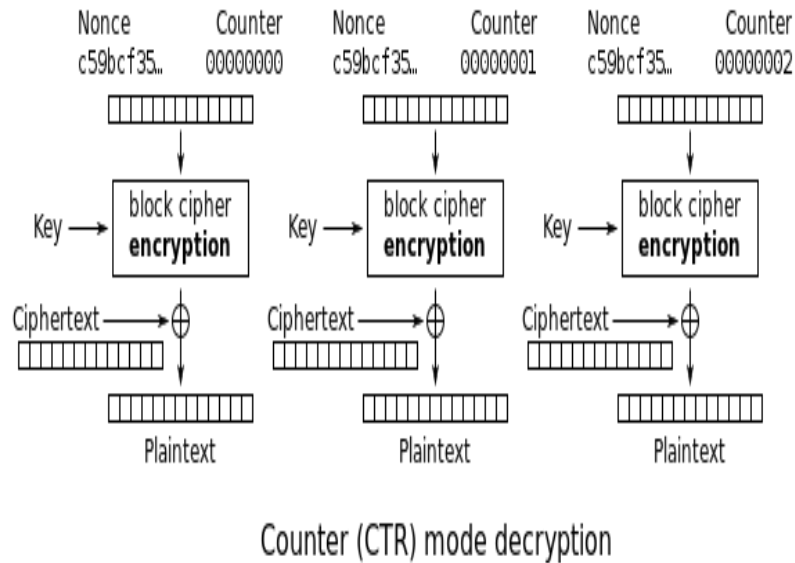 Nonce Counter Nonce Counter Nonce Counter
c59bcf35… 00000000 c59bcf35… 00000001 c59bcf35… 00000002
block cipher block cipher block cipher
Key encryption Key encryption Key encryption
Ciphertext Ciphertext Ciphertext
Plaintext Plaintext Plaintext
Counter (CTR) mode decryption